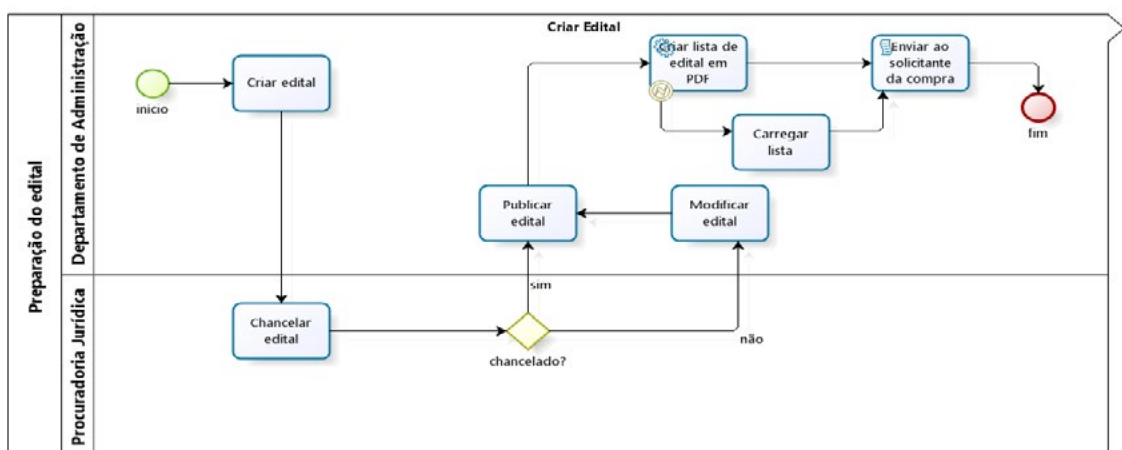 Criar Edital
Preparação do edital
Departamento de Administração
início
Criar edital
Criar lista de
edital em
PDF
Enviar ao
solicitante
da compra
fim
Carregar
lista
Publicar
edital
Modificar
edital
Procuradoria Jurídica
Chancelar
edital
sim
chancelado?
não